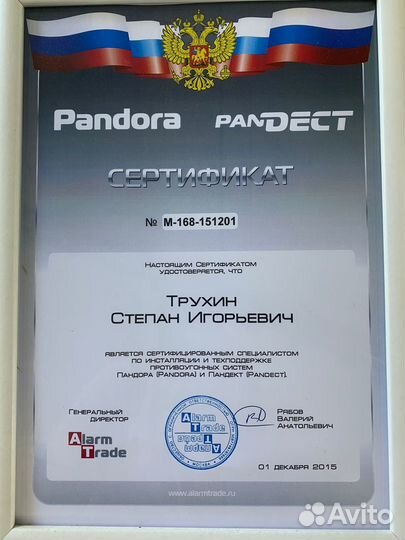 Pandora PANDECT
СЕРТИФИКАТ
№ M-168-151201
Настоящим Сертификатом
удостоверяется, что
Трухин
Степан Игорьевич
является сертифицированным специалистом
по инсталляции и техподдержке
противоугонных систем
Пандора (Pandora) и Пандект (Pandect).
Генеральный
директор
Alarm
Trade
Alarm
Trade
Рябов
Валерий
Анатольевич
01 декабря 2015
www.alarmtrade.ru
Avito